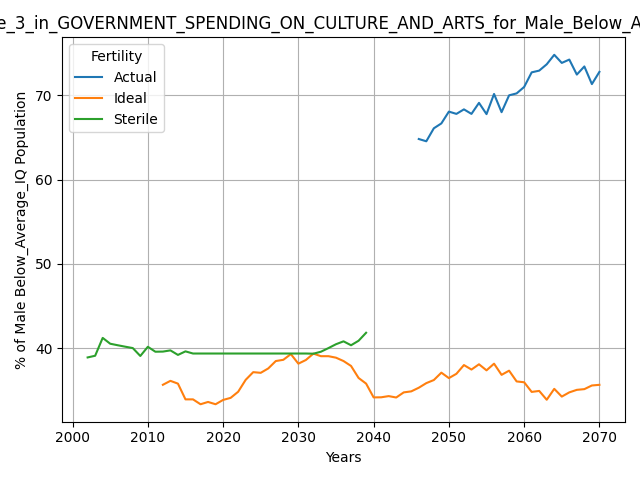 e_3_in_GOVERNMENT_SPENDING_ON_CULTURE_AND_ARTS_for_Male_Below_A
Fertility
Actual
Ideal
Sterile
% of Male Below_Average_IQ Population
70
60
50
40
2000 2010 2020 2030 2040 2050 2060 2070
Years